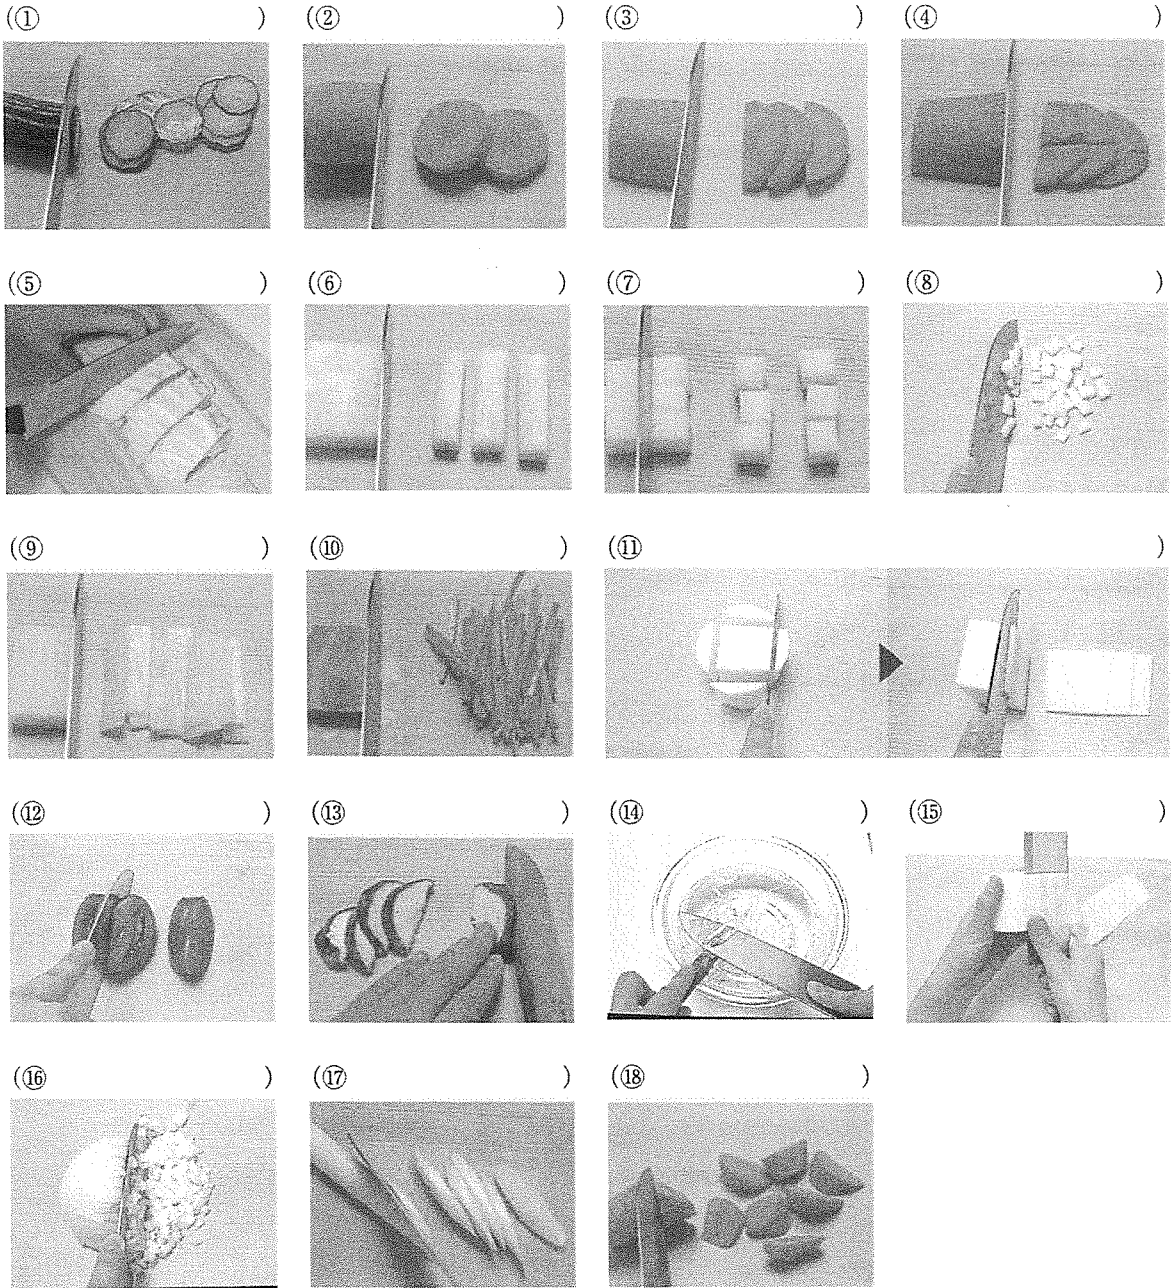 (① ) (② ) (③ ) (④ )
(⑤ ) (⑥ ) (⑦ ) (⑧ )
(⑨ ) (⑩ ) (⑪ )
(⑫ ) (⑬ ) (⑭ ) (⑮ )
(⑯ ) (⑰ ) (⑱ )